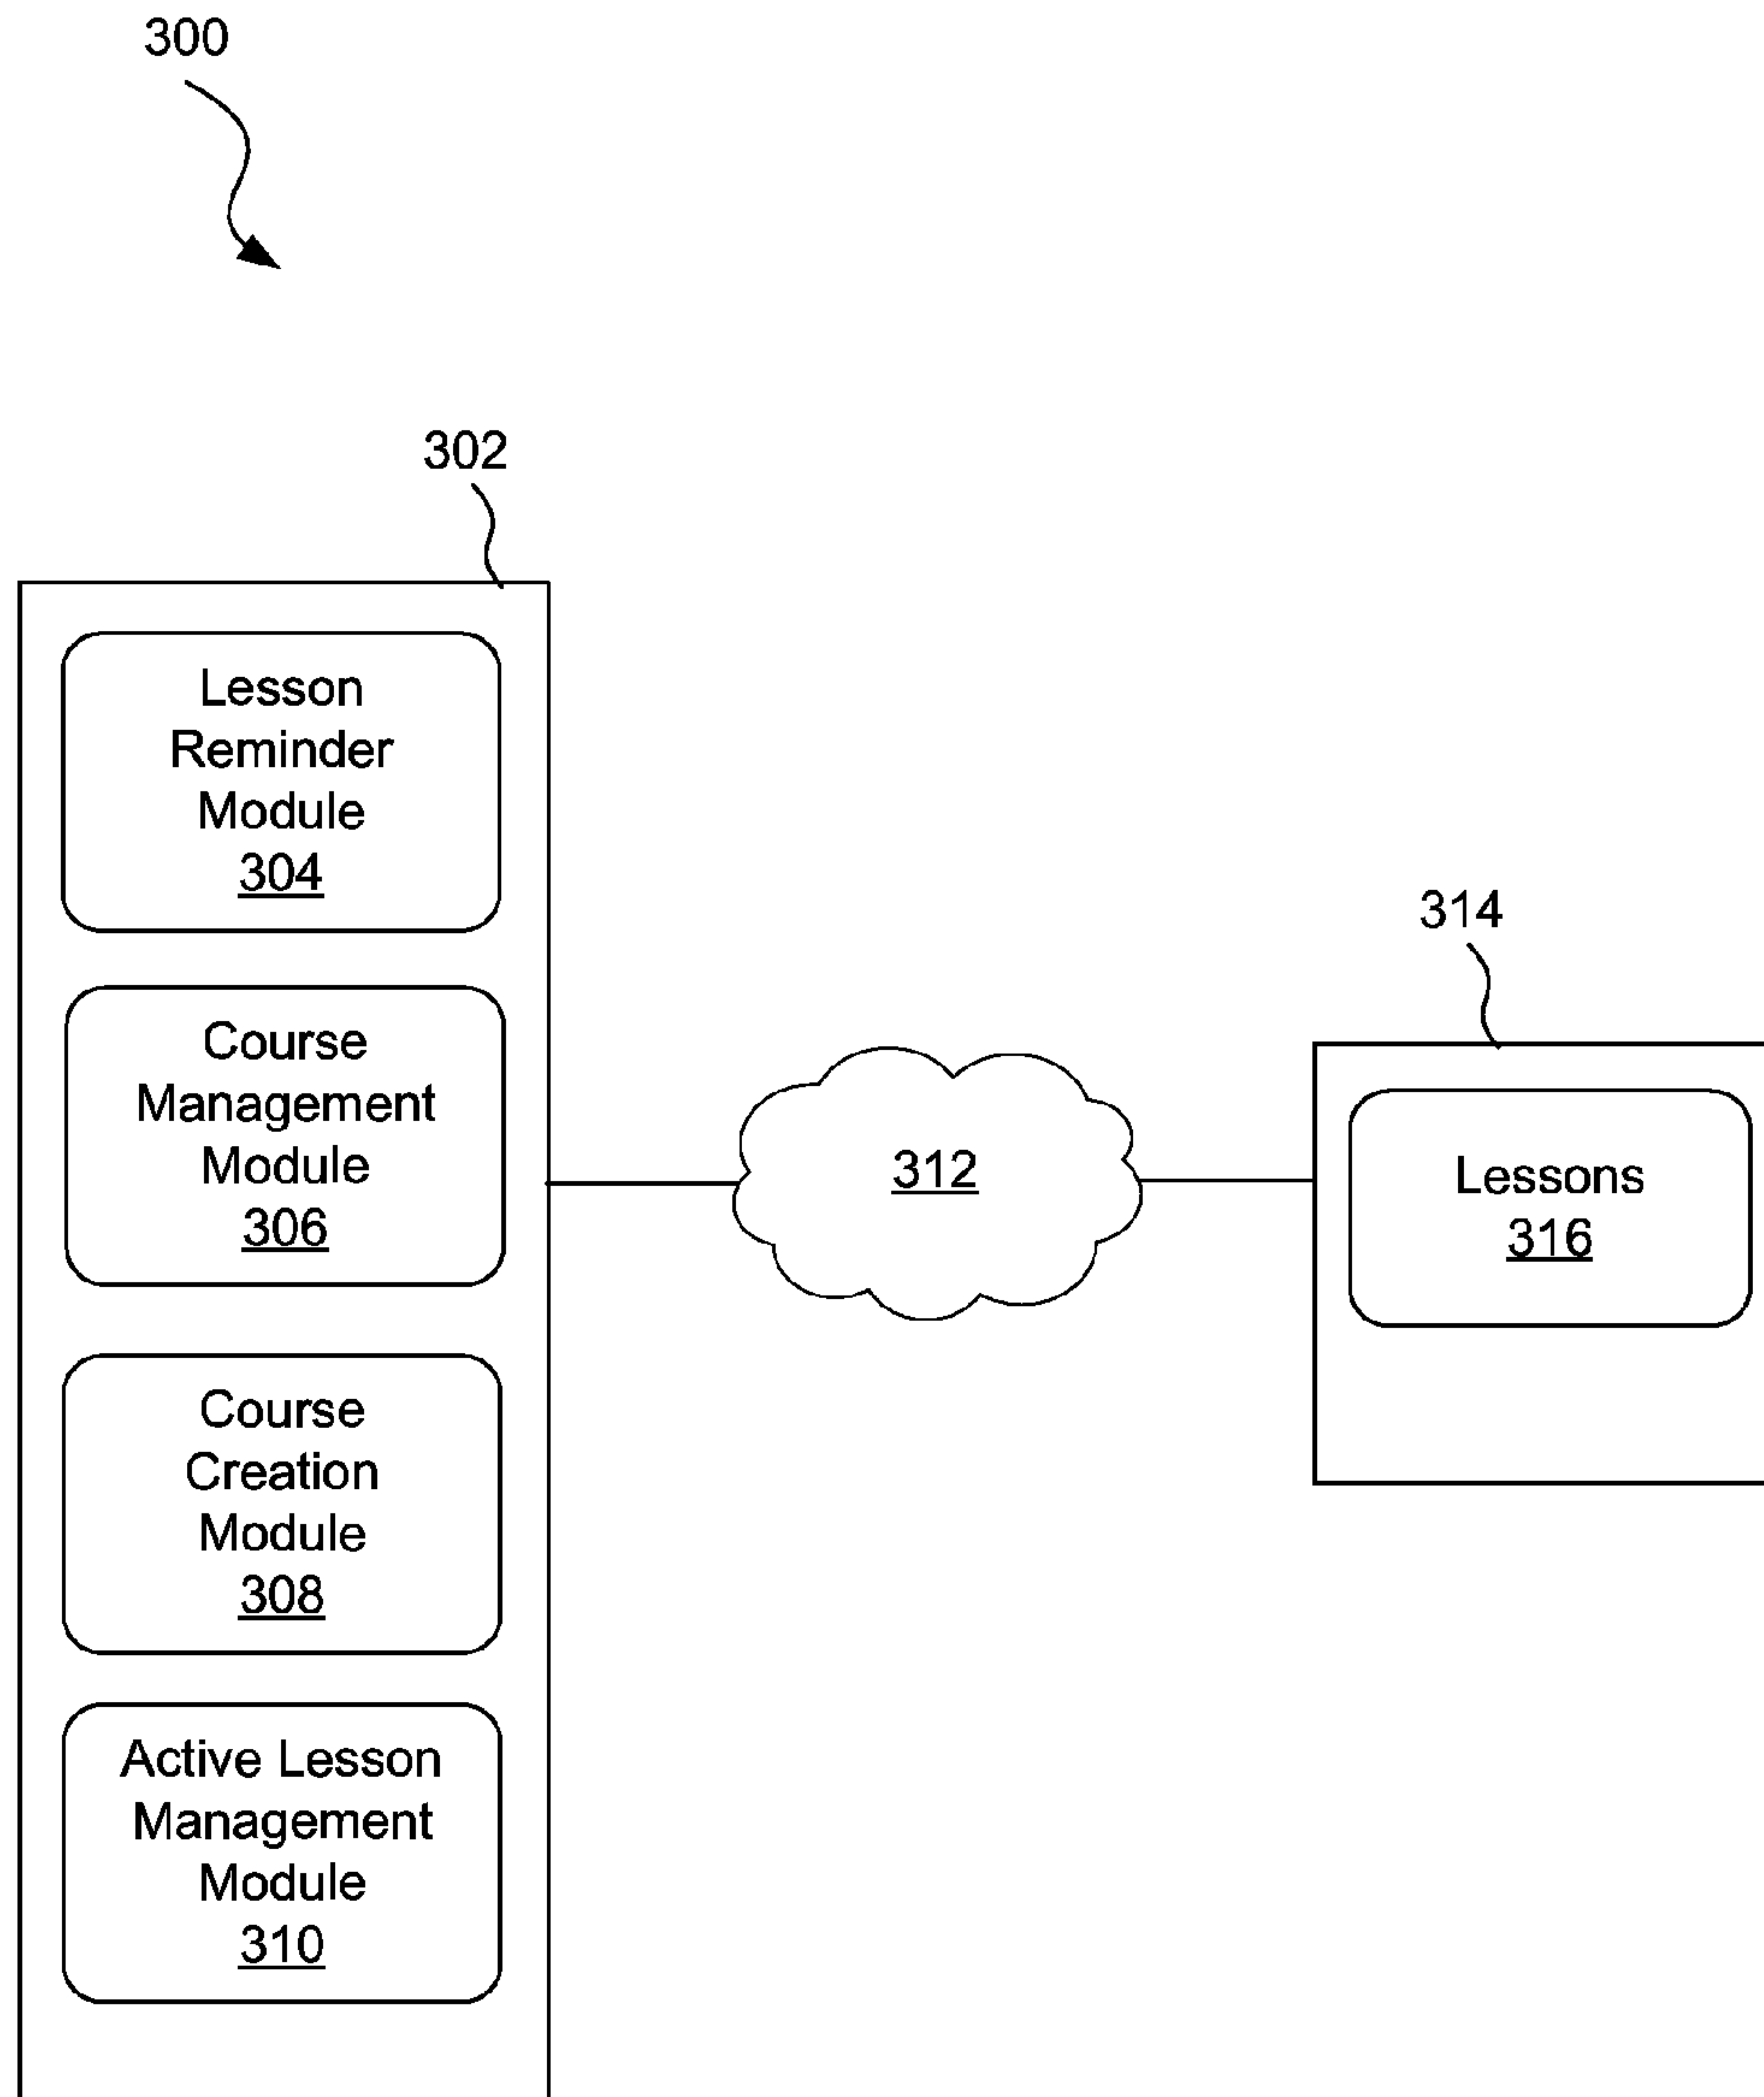 300
302
Lesson
Reminder
Module
304
Course
Management
Module
306
Course
Creation
Module
308
Active Lesson
Management
Module
310
312
314
Lessons
316